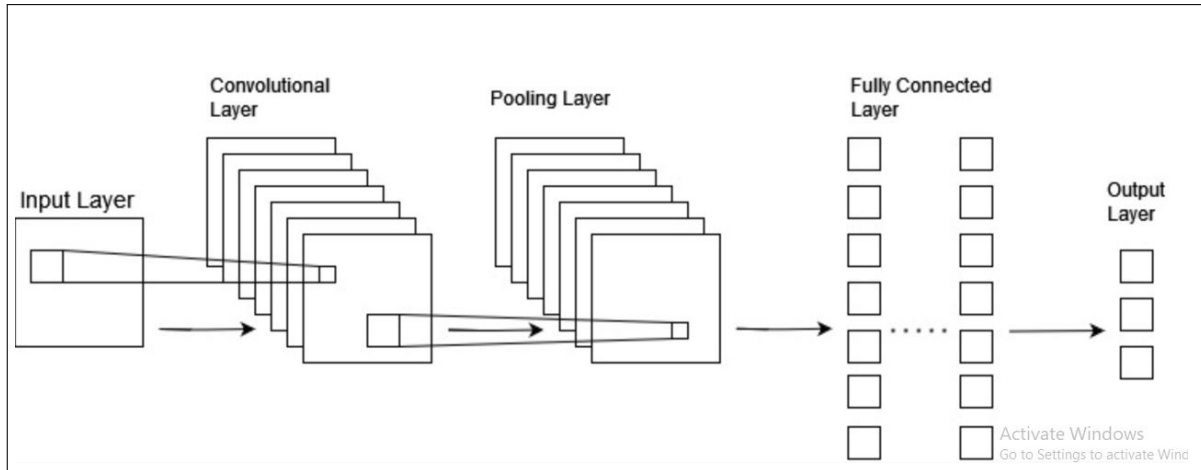 Convolutional
Layer
Pooling Layer
Fully Connected
Layer
Input Layer
Output
Layer
Activate Windows
Go to Settings to activate Wind